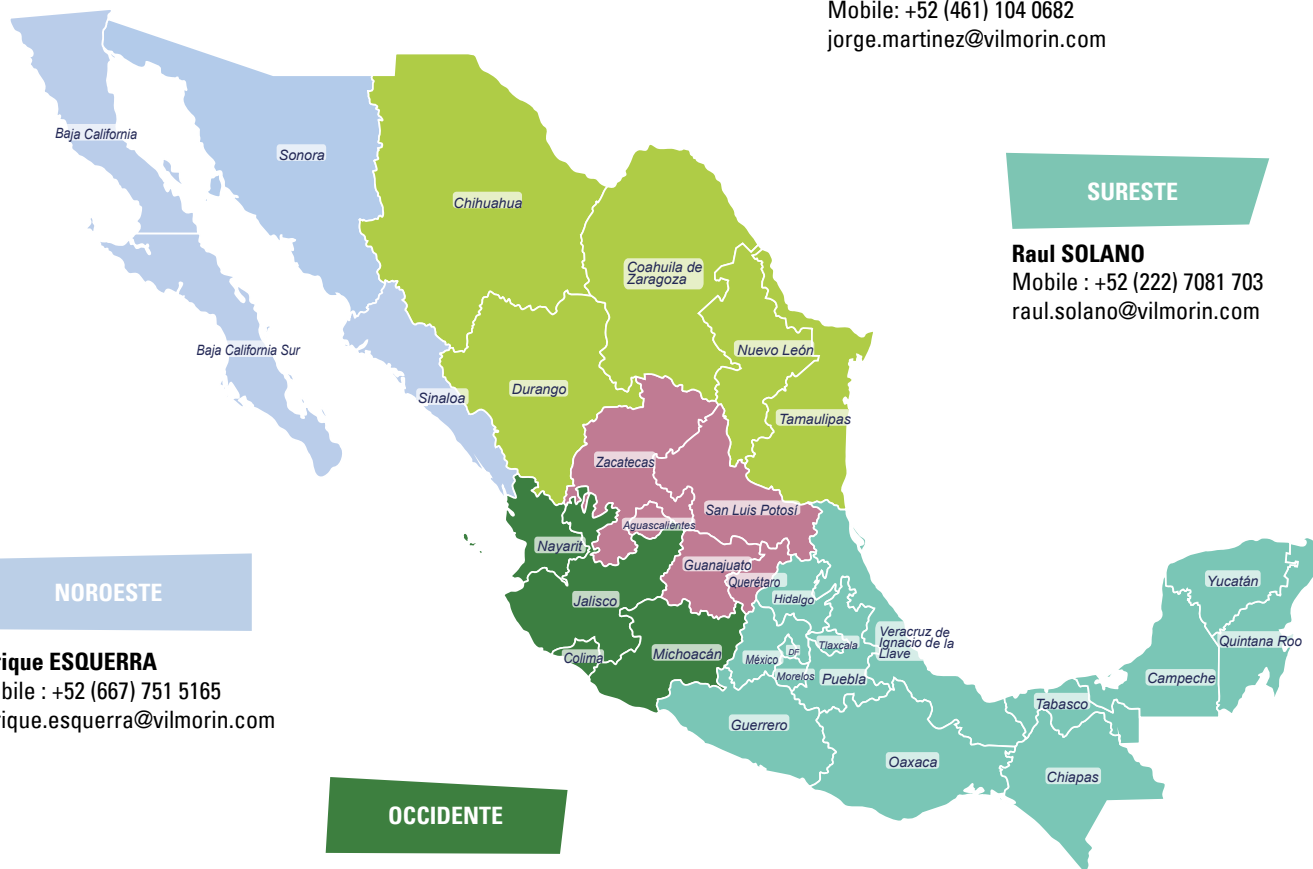 Mobile: +52 (461) 104 0682
jorge.martinez@vilmorin.com
Baja California
Sonora
Chihuahua
SURESTE
Raul SOLANO
Mobile : +52 (222) 7081 703
raul.solano@vilmorin.com
Coahuila de
Zaragoza
Baja California Sur
Nuevo León
Durango
Sinaloa
Tamaulipas
Zacatecas
San Luis Potosí
Aguascalientes
Nayarit
Guanajuato
Querétaro
Yucatán
NOROESTE
Jalisco
Hidalgo
Veracruz de
Ignacio de la
Llave
Quintana Roo
Colima
Michoacán
México
DF
Tlaxcala
Morelos
Puebla
Campeche
rique ESQUERRA
bile : +52 (667) 751 5165
rique.esquerra@vilmorin.com
Tabasco
Guerrero
Oaxaca
Chiapas
OCCIDENTE